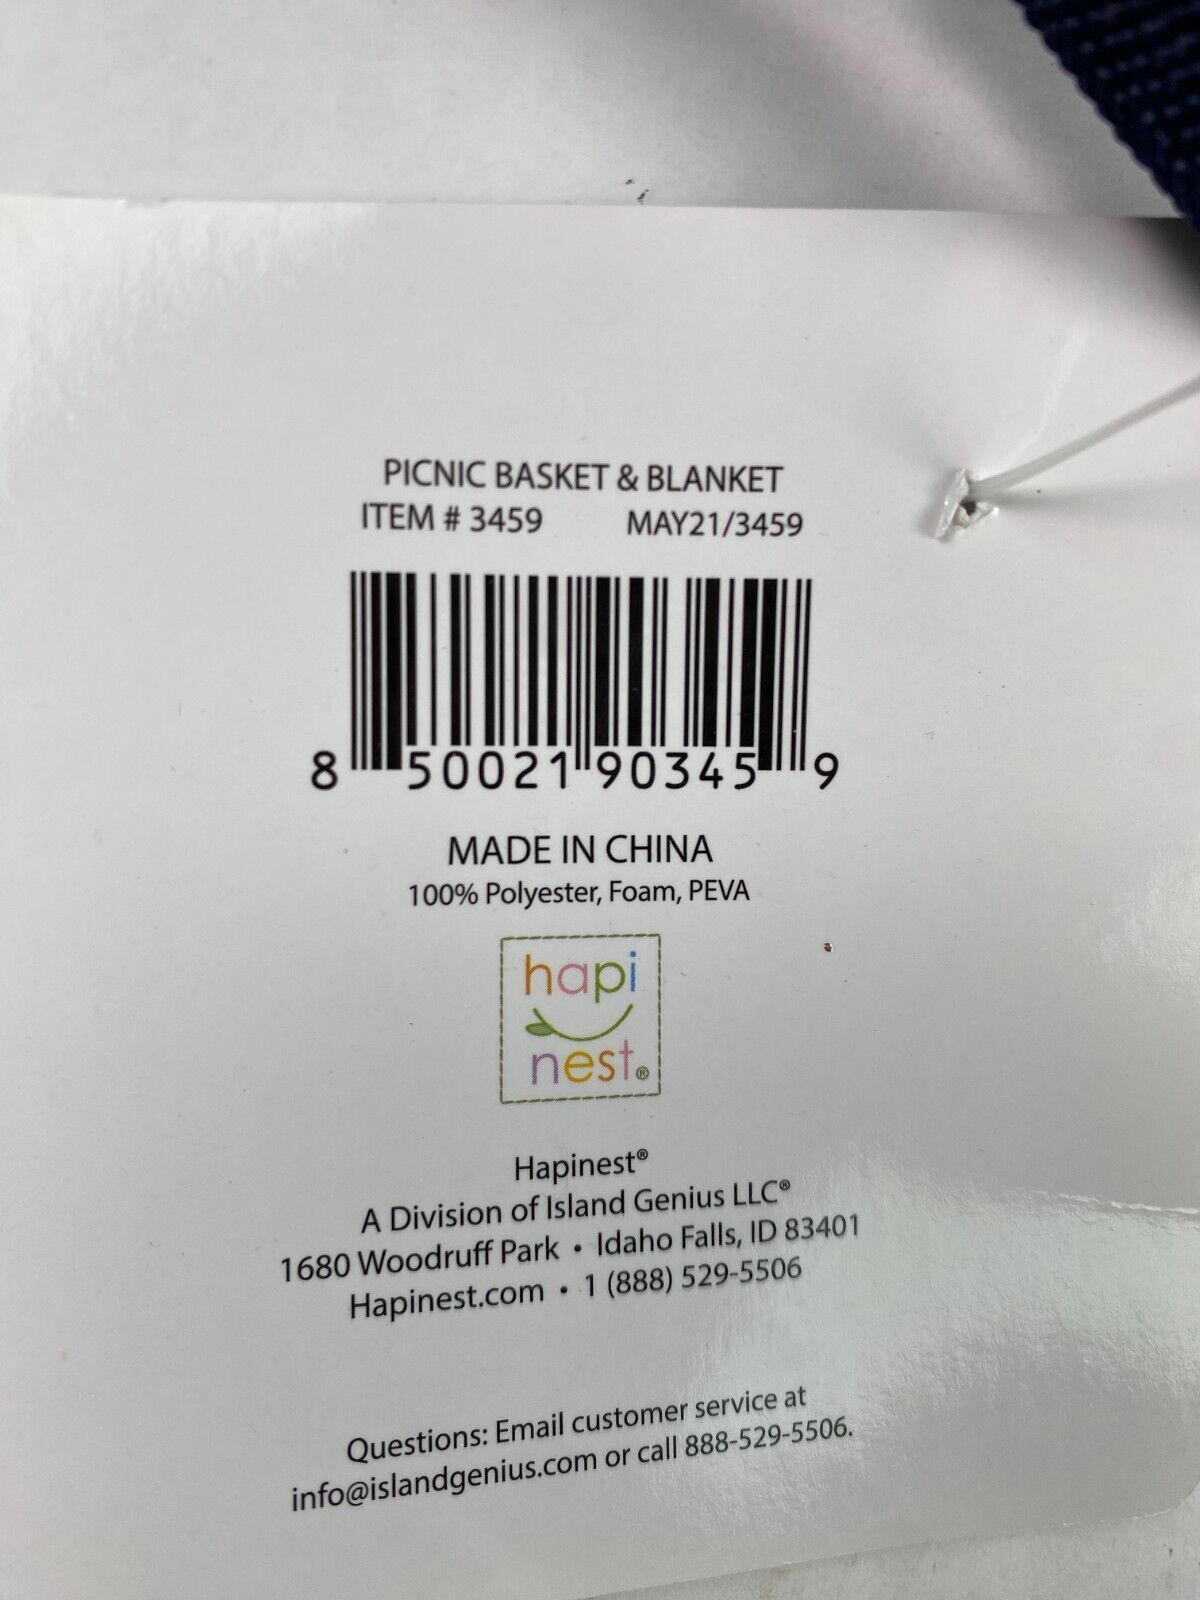 PICNIC BASKET & BLANKET
ITEM # 3459 MAY21/3459
8 50021 90345 9
MADE IN CHINA
100% Polyester, Foam, PEVA
hapi
nest®
Hapinest®
A Division of Island Genius LLC®
1680 Woodruff Park • Idaho Falls, ID 83401
Hapinest.com • 1 (888) 529-5506
Questions: Email customer service at
info@islandgenius.com or call 888-529-5506.